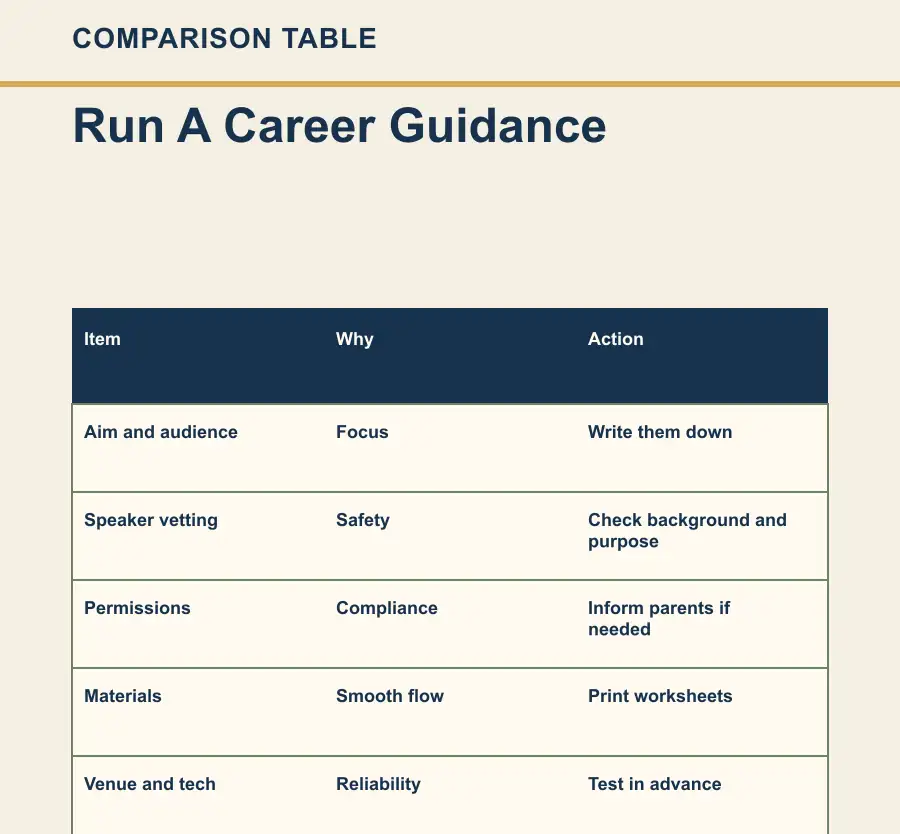 COMPARISON TABLE
Run A Career Guidance
Item Why Action
Aim and audience Focus Write them down
Speaker vetting Safety Check background and
purpose
Permissions Compliance Inform parents if
needed
Materials Smooth flow Print worksheets
Venue and tech Reliability Test in advance